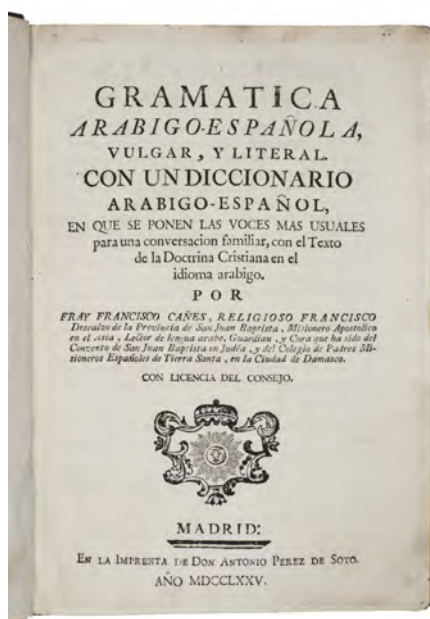 GRAMATICA
ARABIGO-ESPAÑOLA,
VULGAR, Y LITERAL.
CON UN DICCIONARIO
ARABIGO-ESPAÑOL,
EN QUE SE PONEN LAS VOCES MAS USUALES
para una conversacion familiar, con el Texto
de la Doctrina Cristiana en el
idioma arabigo.
POR
FRAY FRANCISCO CAÑES, RELIGIOSO FRANCISCO
Descalzo de la Provincia de San Juan Baptista, Misionero Apostolico
en el Asia, Lector de lengua arabe, Guardian, y Cura que ha sido del
Convento de San Juan Baptista en Judéa, y del Colegio de Padres Mi-
sioneros Españoles de Tierra Santa, en la Ciudad de Damasco.
CON LICENCIA DEL CONSEJO.
MADRID:
EN LA IMPRENTA DE DON ANTONIO PEREZ DE SOTO.
AÑO MDCCLXXV.